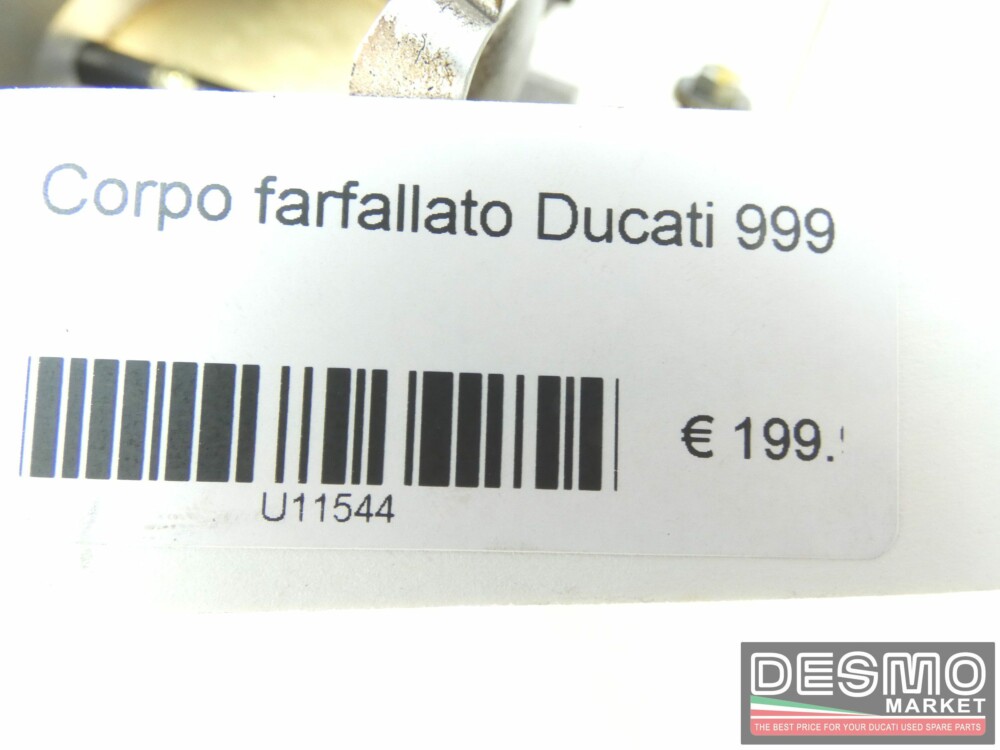 Corpo farfallato Ducati 999
€ 199.
U11544
DESMO
MARKET
THE BEST PRICE FOR YOUR DUCATI USED SPARE PARTS